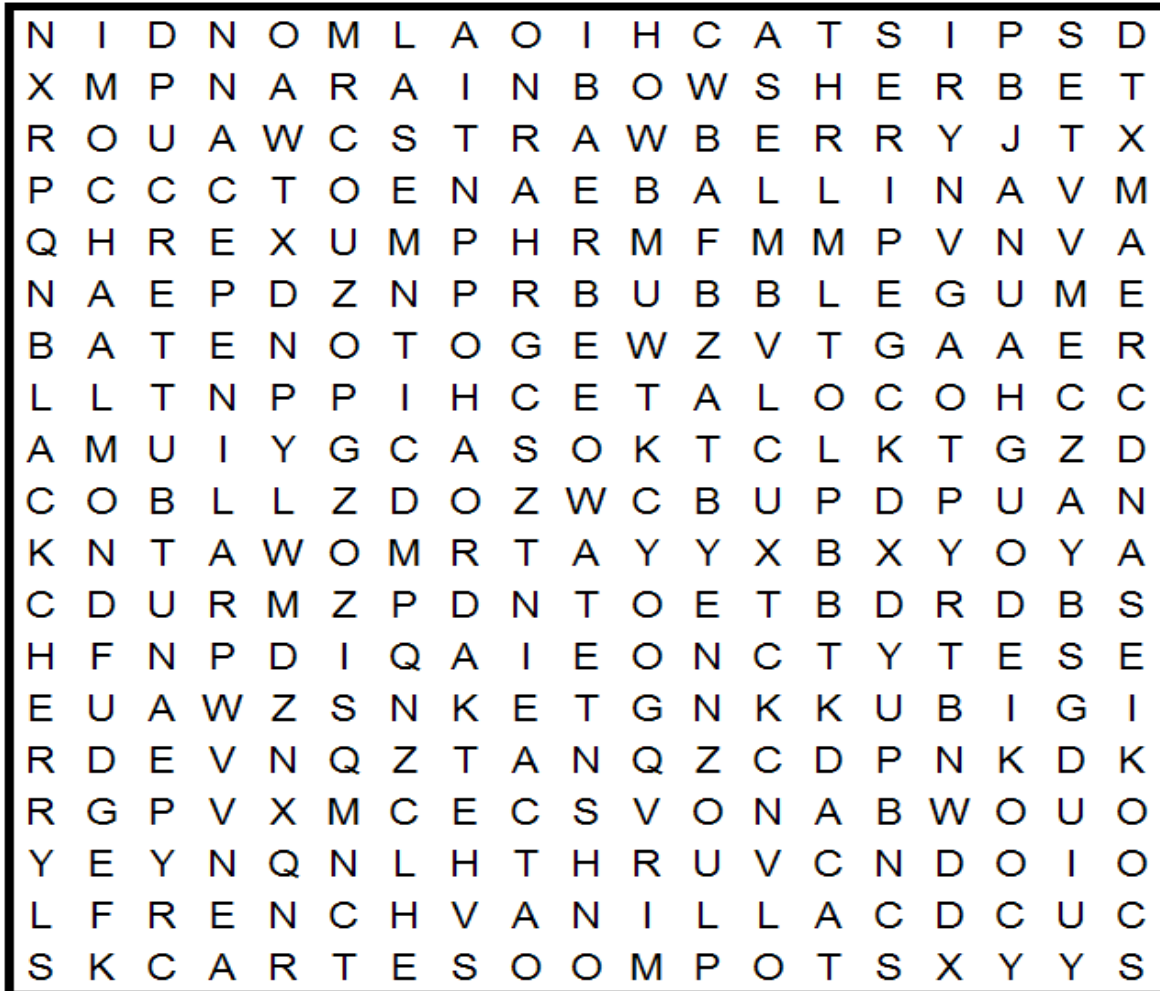 N I D N O M L A O I H C A T S I P S D
X M P N A R A I N B O W S H E R B E T
R O U A W C S T R A W B E R R Y J T X
P C C C T O E N A E B A L L I N A V M
Q H R E X U M P H R M F M M P V N V A
N A E P D Z N P R B U B B L E G U M E
B A T E N O T O G E W Z V T G A A E R
L L T N P P I H C E T A L O C O H C C
A M U I Y G C A S O K T C L K T G Z D
C O B L L Z D O Z W C B U P D P U A N
K N T A W O M R T A Y Y X B X Y O Y A
C D U R M Z P D N T O E T B D R D B S
H F N P D I Q A I E O N C T Y T E S E
E U A W Z S N K E T G N K K U B I G I
R D E V N Q Z T A N Q Z C D P N K D K
R G P V X M C E C S V O N A B W O U O
Y E Y N Q N L H T H R U V C N D O I O
L F R E N C H V A N I L L A C D C U C
S K C A R T E S O O M P O T S X Y Y S